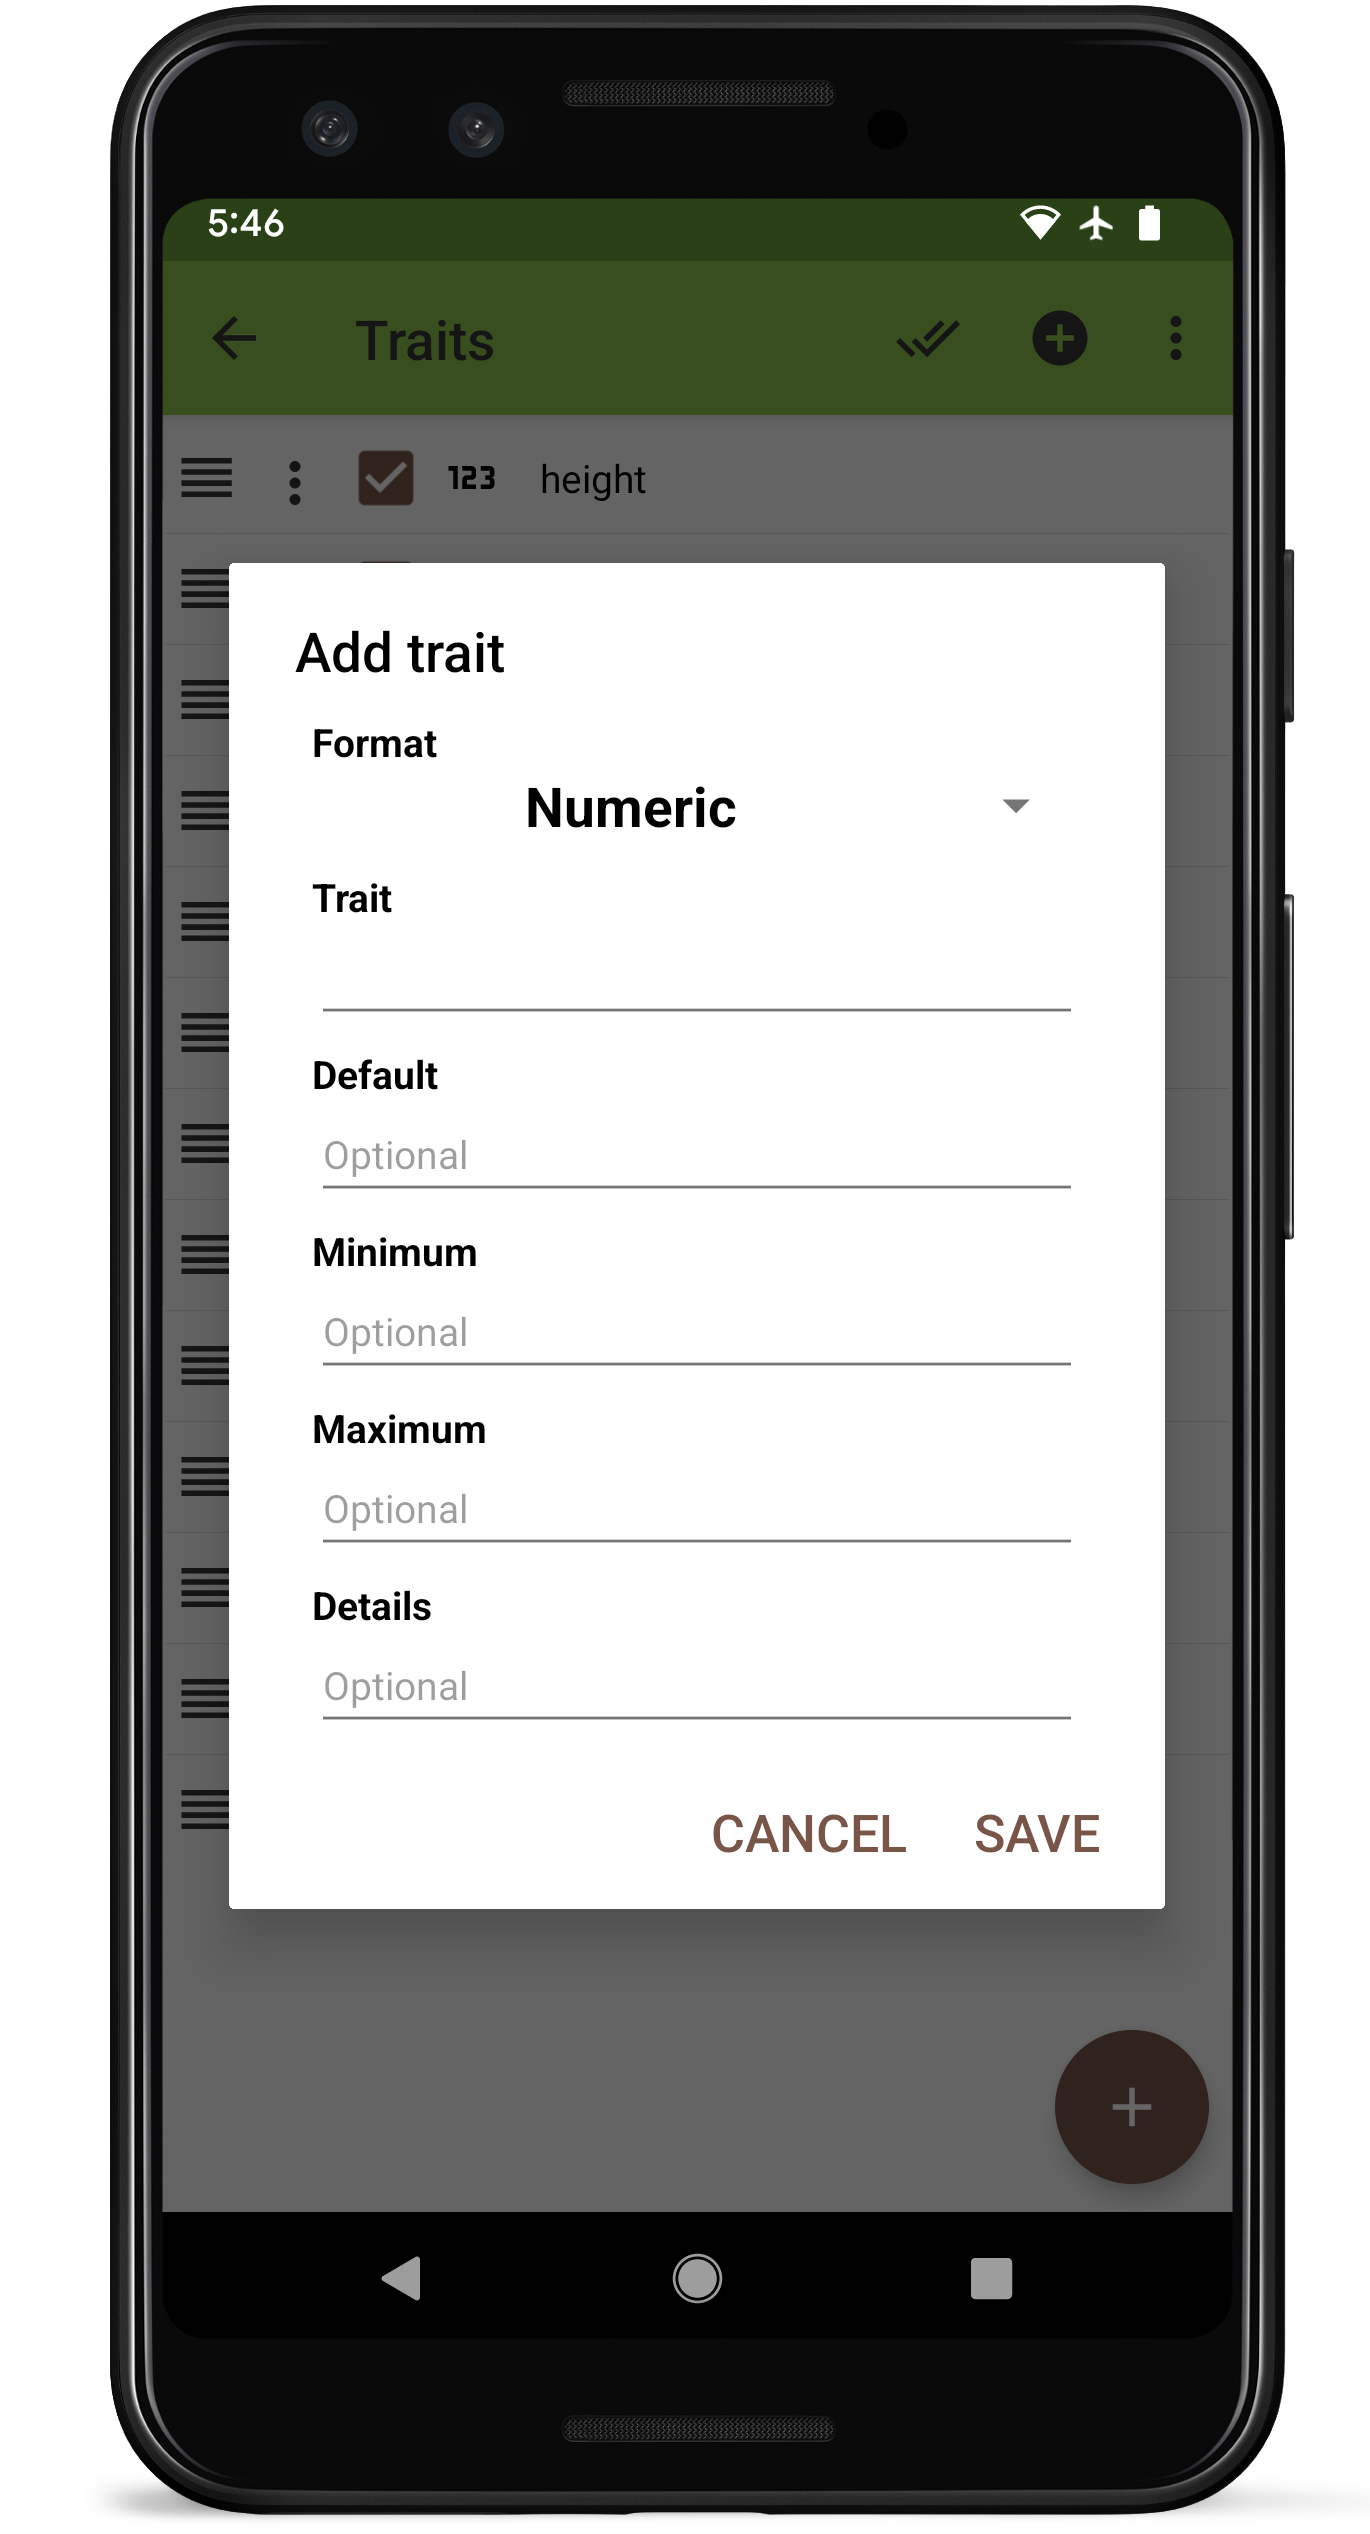 5:46
Traits
123 height
Add trait
Format
Numeric
Trait
Default
Optional
Minimum
Optional
Maximum
Optional
Details
Optional
CANCEL SAVE